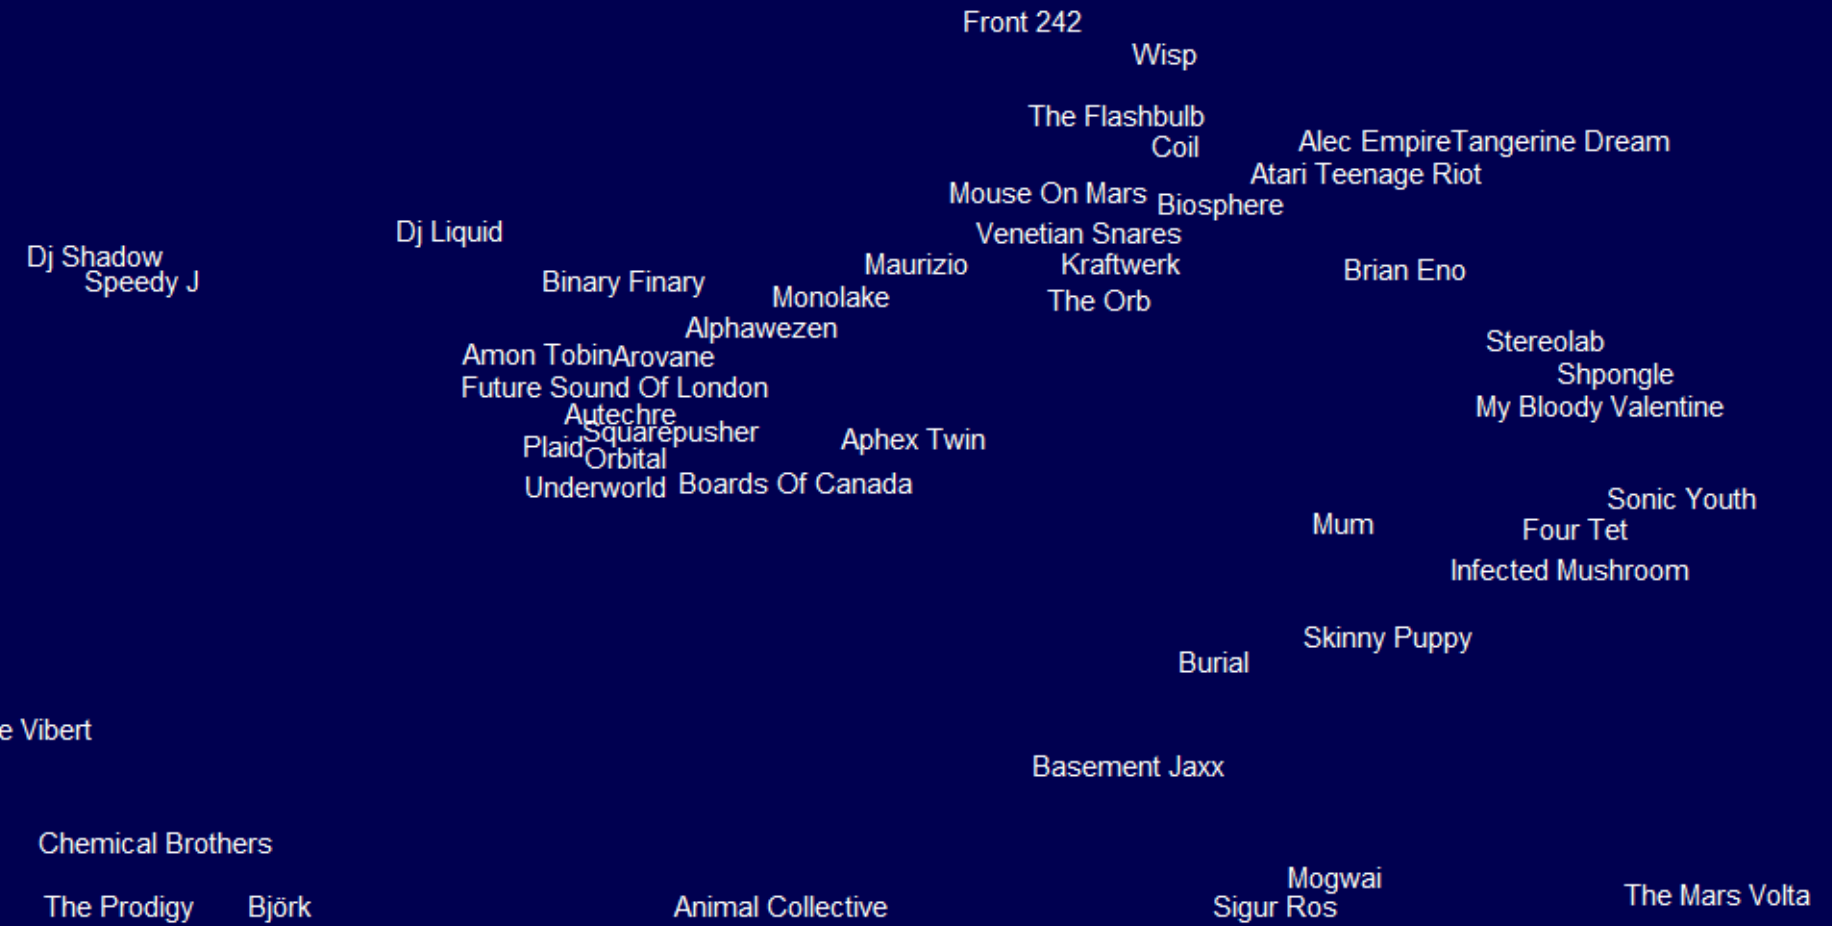 Front 242
Wisp
The Flashbulb
Coil
Alec Empire
Tangerine Dream
Atari Teenage Riot
Mouse On Mars
Biosphere
Dj Liquid
Venetian Snares
Dj Shadow
Maurizio
Kraftwerk
Brian Eno
Speedy J
Binary Finary
Monolake
The Orb
Alphawezen
Stereolab
Amon Tobin
Arovane
Shpongle
Future Sound Of London
My Bloody Valentine
Autechre
Squarepusher
Aphex Twin
Plaid
Orbital
Underworld
Boards Of Canada
Sonic Youth
Mum
Four Tet
Infected Mushroom
Skinny Puppy
Burial
e Vibert
Basement Jaxx
Chemical Brothers
Mogwai
The Mars Volta
The Prodigy
Björk
Animal Collective
Sigur Ros